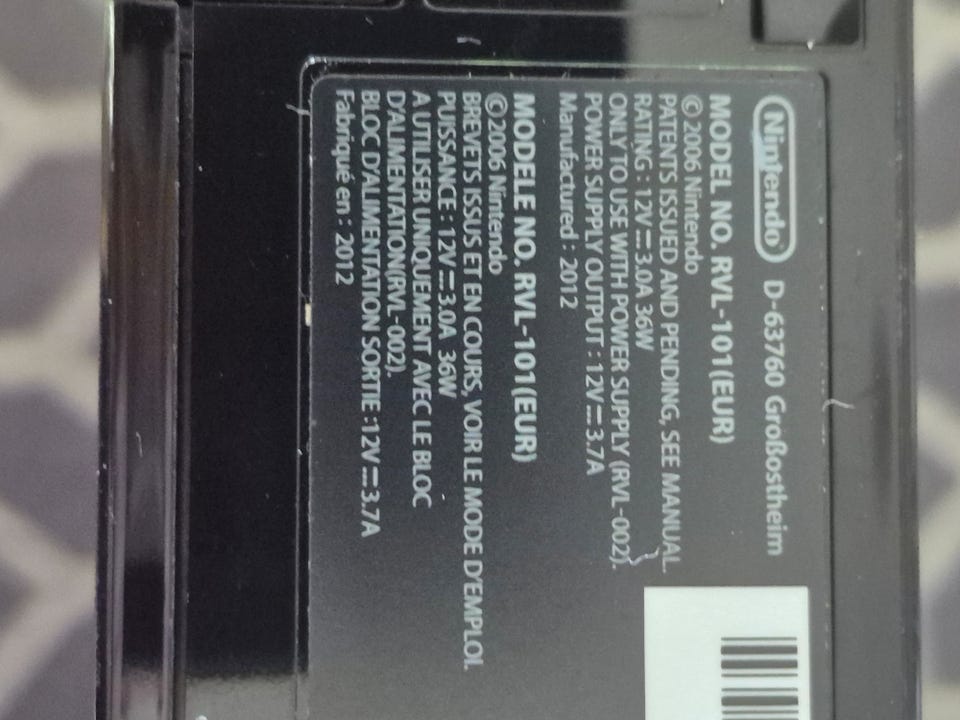 Nintendo D-63760 Großostheim
MODEL NO. RVL-101(EUR)
© 2006 Nintendo
PATENTS ISSUED AND PENDING, SEE MANUAL.
RATING : 12V⎓3.0A 36W
ONLY TO USE WITH POWER SUPPLY (RVL-002).
POWER SUPPLY OUTPUT : 12V⎓3.7A
Manufactured : 2012
MODELE NO. RVL-101(EUR)
© 2006 Nintendo
BREVETS ISSUS ET EN COURS, VOIR LE MODE D'EMPLOI.
PUISSANCE : 12V⎓3.0A 36W
A UTILISER UNIQUEMENT AVEC LE BLOC
D'ALIMENTATION(RVL-002).
BLOC D'ALIMENTATION SORTIE :12V⎓3.7A
Fabriqué en : 2012